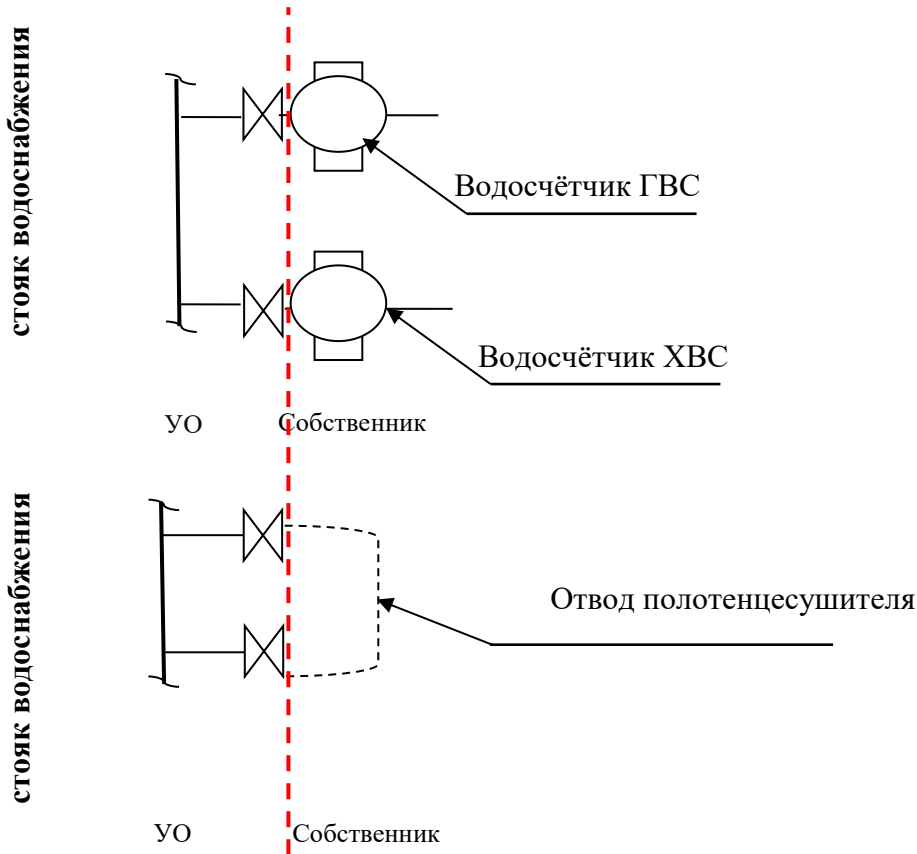 стояк водоснабжения
Водосчётчик ГВС
Водосчётчик ХВС
УО
Собственник
стояк водоснабжения
Отвод полотенцесушителя
УО
Собственник